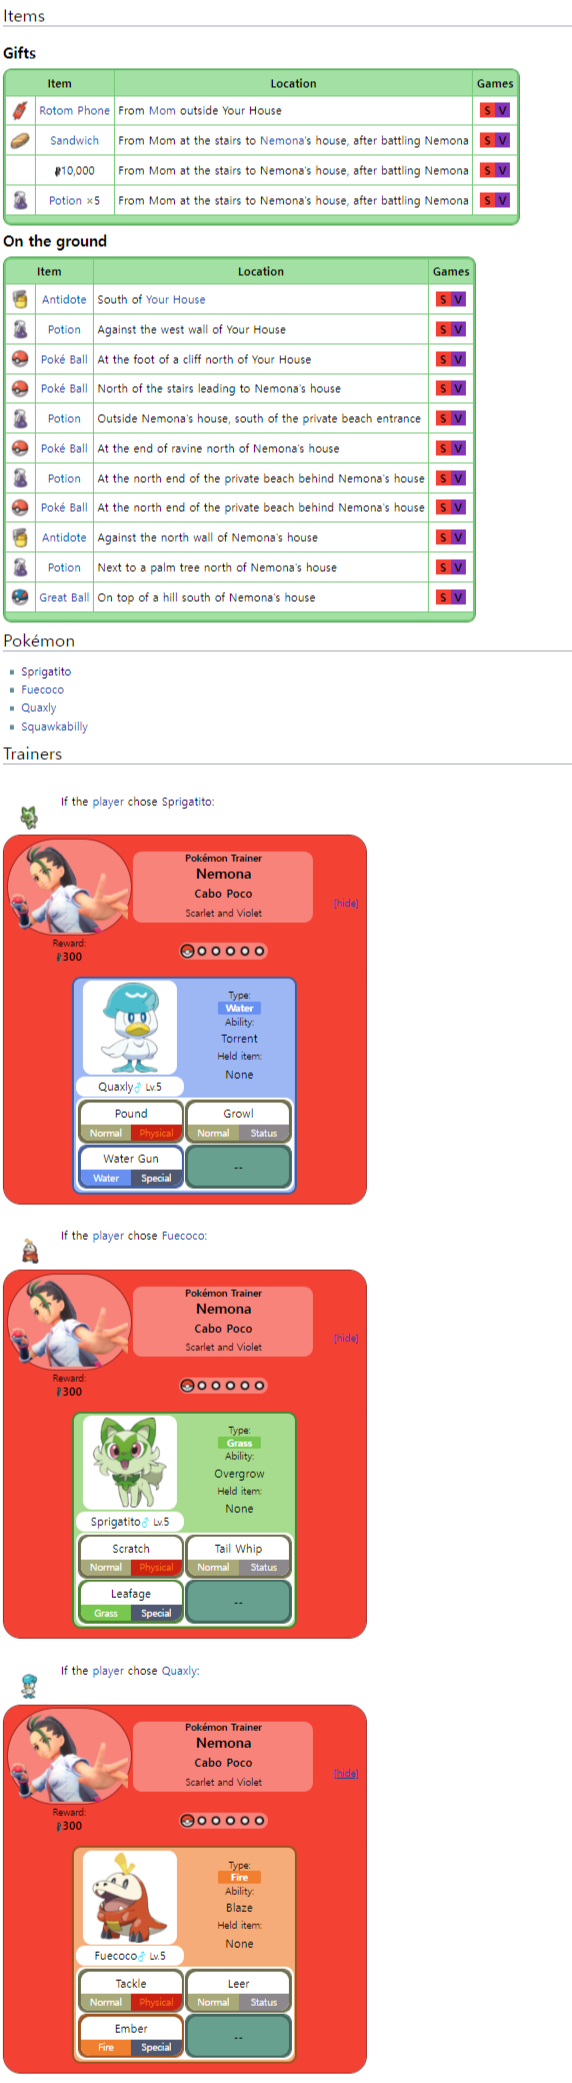 Items
Gifts
Item Location Games
Rotom Phone From Mom outside Your House S V
Sandwich From Mom at the stairs to Nemona's house, after battling Nemona S V
₽10,000 From Mom at the stairs to Nemona's house, after battling Nemona S V
Potion ×5 From Mom at the stairs to Nemona's house, after battling Nemona S V
On the ground
Item Location Games
Antidote South of Your House S V
Potion Against the west wall of Your House S V
Poké Ball At the foot of a cliff north of Your House S V
Poké Ball North of the stairs leading to Nemona's house S V
Potion Outside Nemona's house, south of the private beach entrance S V
Poké Ball At the end of ravine north of Nemona's house S V
Potion At the north end of the private beach behind Nemona's house S V
Poké Ball At the north end of the private beach behind Nemona's house S V
Antidote Against the north wall of Nemona's house S V
Potion Next to a palm tree north of Nemona's house S V
Great Ball On top of a hill south of Nemona's house S V
Pokémon
Sprigatito
Fuecoco
Quaxly
Squawkabilly
Trainers
If the player chose Sprigatito:
Pokémon Trainer
Nemona
Cabo Poco
Scarlet and Violet
[hide]
Reward:
₽300
Type:
Water
Ability:
Torrent
Held item:
None
Quaxly♂ Lv.5
Pound Growl
Normal Physical Normal Status
Water Gun --
Water Special
If the player chose Fuecoco:
Pokémon Trainer
Nemona
Cabo Poco
Scarlet and Violet
[hide]
Reward:
₽300
Type:
Grass
Ability:
Overgrow
Held item:
None
Sprigatito♂ Lv.5
Scratch Tail Whip
Normal Physical Normal Status
Leafage --
Grass Special
If the player chose Quaxly:
Pokémon Trainer
Nemona
Cabo Poco
Scarlet and Violet
[hide]
Reward:
₽300
Type:
Fire
Ability:
Blaze
Held item:
None
Fuecoco♂ Lv.5
Tackle Leer
Normal Physical Normal Status
Ember --
Fire Special